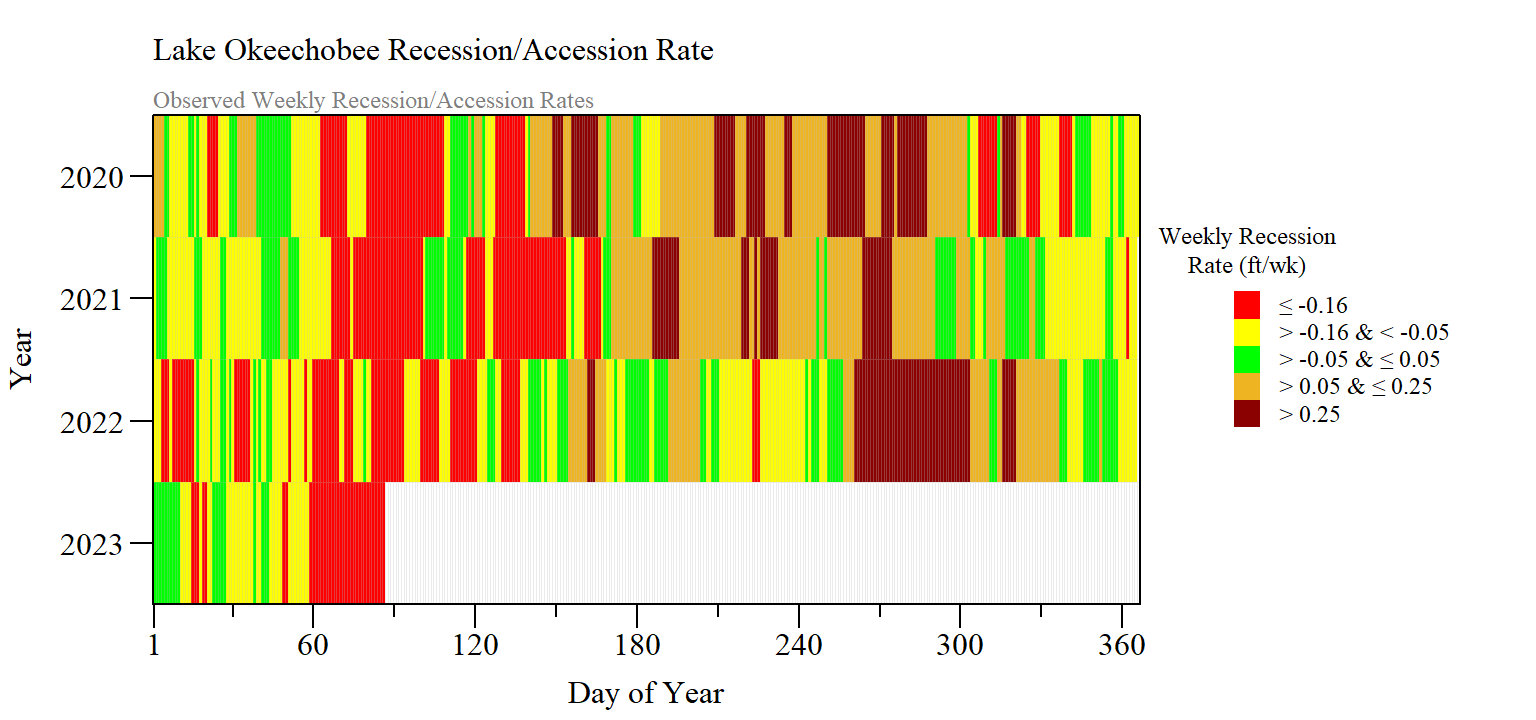 Lake Okeechobee Recession/Accession Rate
Observed Weekly Recession/Accession Rates
2020
2021
2022
2023
Year
1 60 120 180 240 300 360
Day of Year
Weekly Recession
Rate (ft/wk)
≤ -0.16
> -0.16 & < -0.05
> -0.05 & ≤ 0.05
> 0.05 & ≤ 0.25
> 0.25